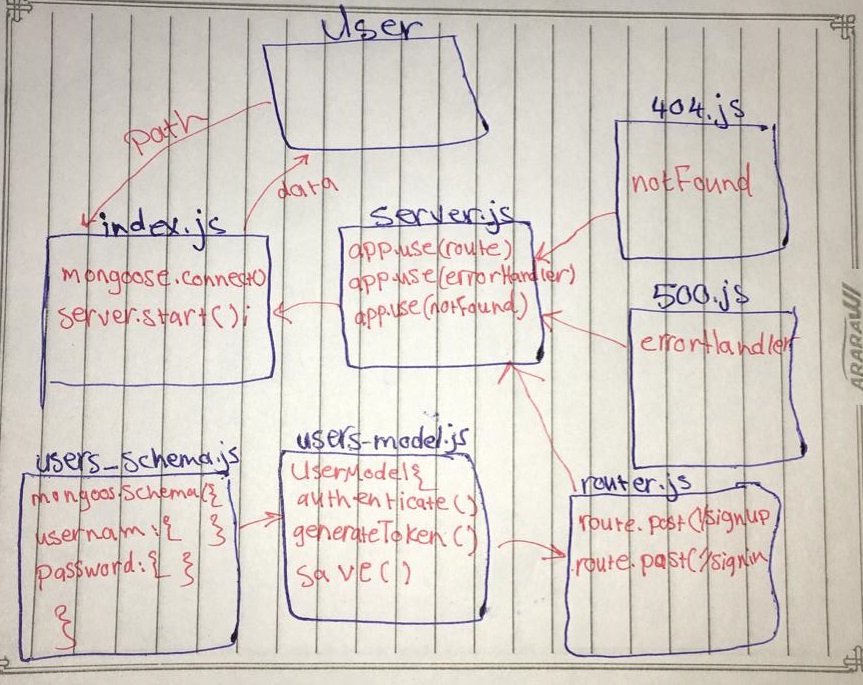 User
path
data
index.js
mongoose.connect()
server.start();
server.js
app.use(route)
app.use(errorHandler)
app.use(notFound)
404.js
notFound
500.js
errorHandler
users_schema.js
mongoos.Schema({
usernam:{ }
password:{ }
}
users-model.js
UserModel{
authenticate()
generateToken()
save()
router.js
route.post('/signup
route.past('/signin